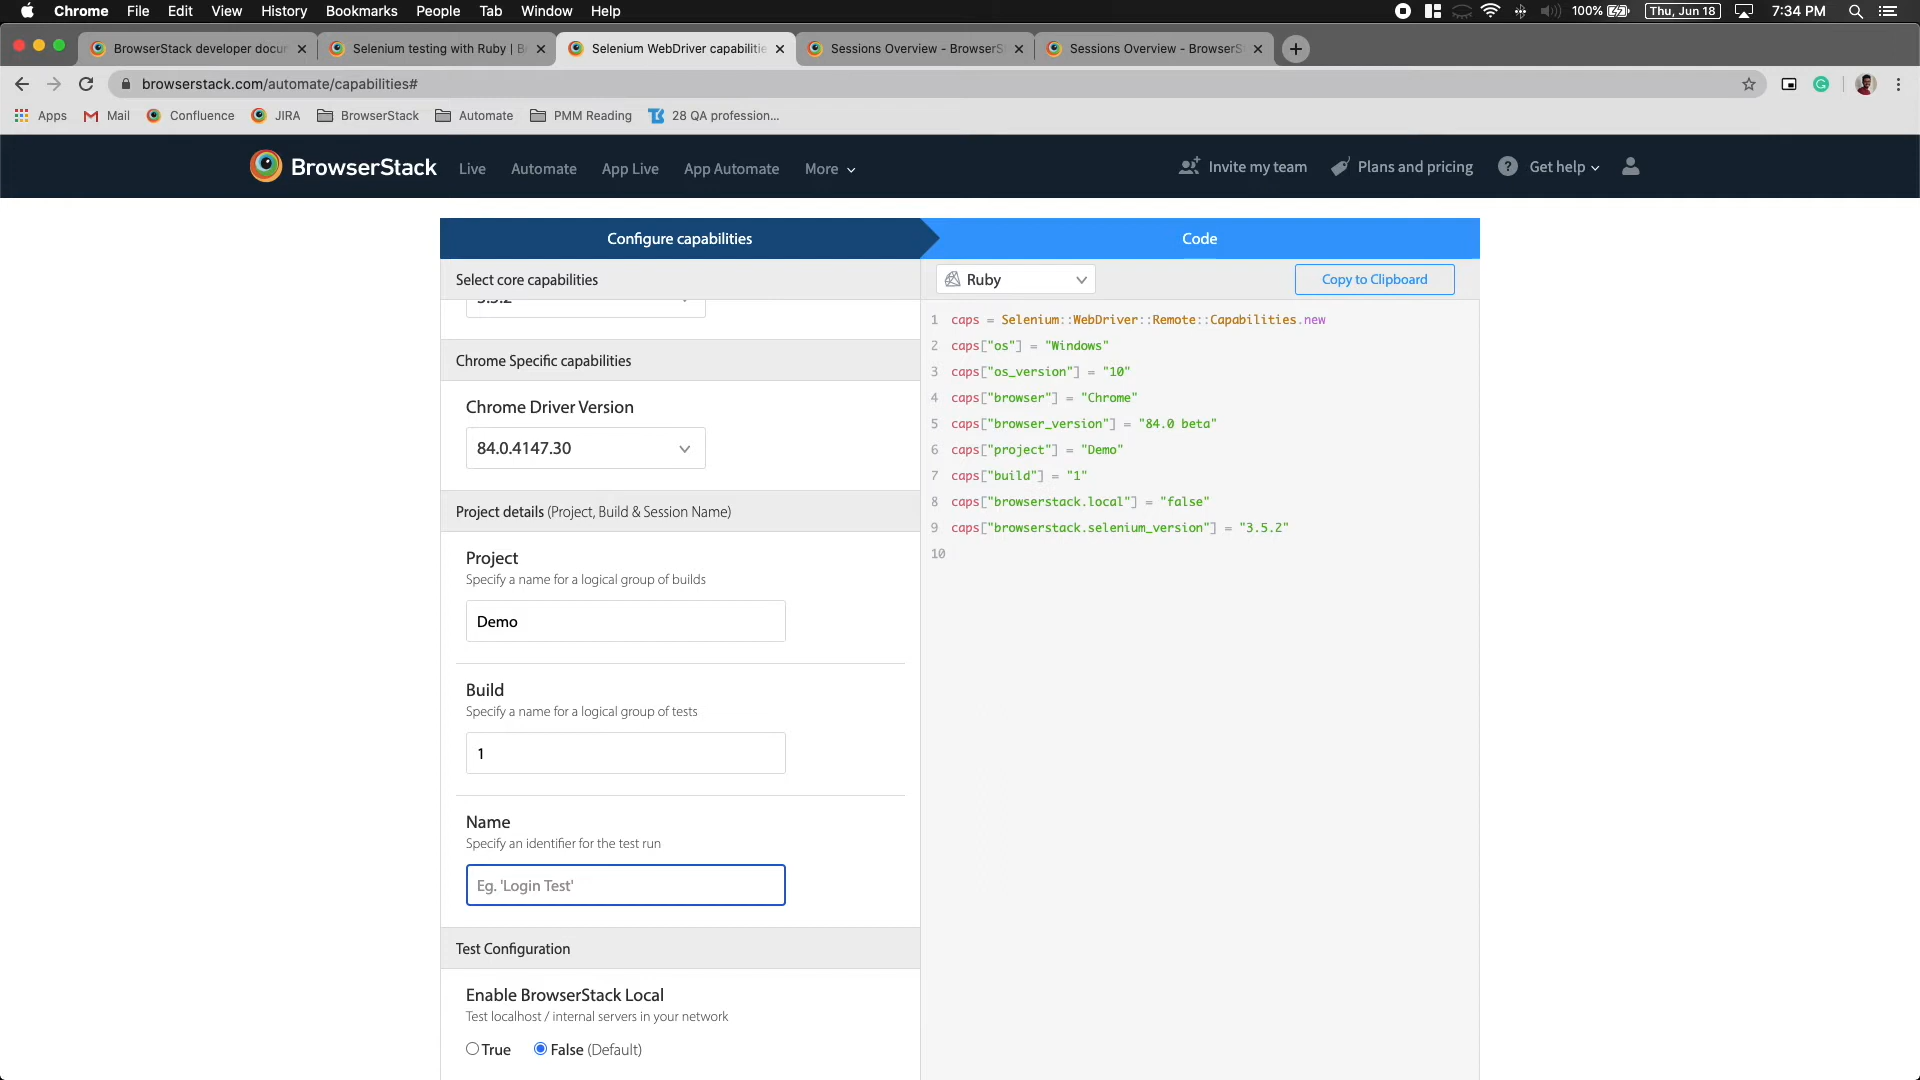 Chrome File Edit View History Bookmarks People Tab Window Help 100% Thu, Jun 18 7:34 PM
BrowserStack developer docu Selenium testing with Ruby | B Selenium WebDriver capabilitie Sessions Overview - BrowserS Sessions Overview - BrowserS
browserstack.com/automate/capabilities#
Apps Mail Confluence JIRA BrowserStack Automate PMM Reading 28 QA profession...
BrowserStack Live Automate App Live App Automate More Invite my team Plans and pricing ? Get help
Configure capabilities Code
Select core capabilities Ruby Copy to Clipboard
3.5.2
Chrome Specific capabilities
Chrome Driver Version
84.0.4147.30
Project details (Project, Build & Session Name)
Project
Specify a name for a logical group of builds
Demo
Build
Specify a name for a logical group of tests
1
Name
Specify an identifier for the test run
Eg. 'Login Test'
Test Configuration
Enable BrowserStack Local
Test localhost / internal servers in your network
True False (Default)
1 caps = Selenium::WebDriver::Remote::Capabilities.new
2 caps["os"] = "Windows"
3 caps["os_version"] = "10"
4 caps["browser"] = "Chrome"
5 caps["browser_version"] = "84.0 beta"
6 caps["project"] = "Demo"
7 caps["build"] = "1"
8 caps["browserstack.local"] = "false"
9 caps["browserstack.selenium_version"] = "3.5.2"
10